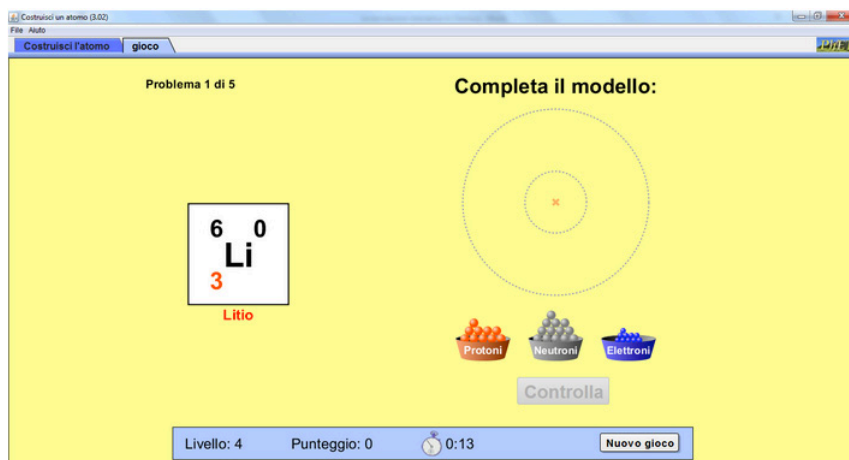 Costruisci un atomo (3.02)
File Aiuto
Costruisci l'atomo gioco
PhET
Problema 1 di 5
Completa il modello:
6 0
Li
3
Litio
Protoni Neutroni Elettroni
Controlla
Livello: 4 Punteggio: 0 0:13 Nuovo gioco